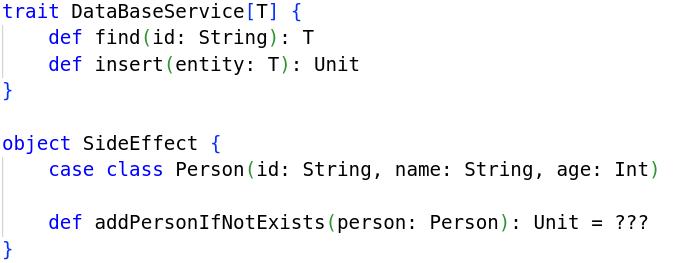 trait DataBaseService[T] {
    def find(id: String): T
    def insert(entity: T): Unit
}

object SideEffect {
    case class Person(id: String, name: String, age: Int)

    def addPersonIfNotExists(person: Person): Unit = ???
}